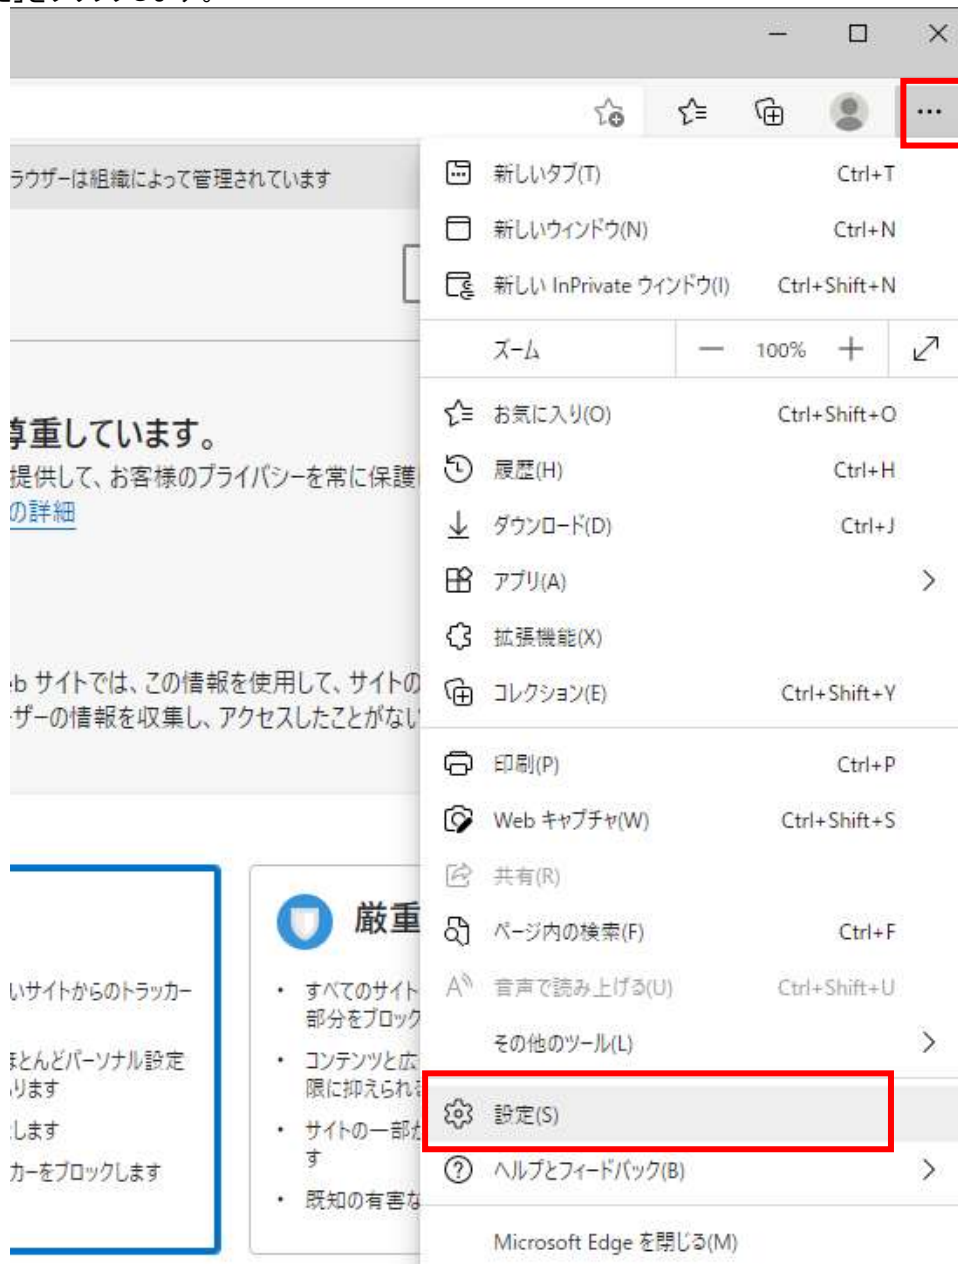 をクリックします。
ラウザーは組織によって管理されています
尊重しています。
提供して、お客様のプライバシーを常に保護
の詳細
b サイトでは、この情報を使用して、サイトの
ザーの情報を収集し、アクセスしたことがない
いサイトからのトラッカー
ほとんどパーソナル設定
ります
します
カーをブロックします
厳重
• すべてのサイト
部分をブロック
• コンテンツと広
限に抑えられ
• サイトの一部が
す
• 既知の有害な
新しいタブ(T) Ctrl+T
新しいウィンドウ(N) Ctrl+N
新しい InPrivate ウィンドウ(I) Ctrl+Shift+N
ズーム — 100% +
お気に入り(O) Ctrl+Shift+O
履歴(H) Ctrl+H
ダウンロード(D) Ctrl+J
アプリ(A)
拡張機能(X)
コレクション(E) Ctrl+Shift+Y
印刷(P) Ctrl+P
Web キャプチャ(W) Ctrl+Shift+S
共有(R)
ページ内の検索(F) Ctrl+F
音声で読み上げる(U) Ctrl+Shift+U
その他のツール(L)
設定(S)
ヘルプとフィードバック(B)
Microsoft Edge を閉じる(M)